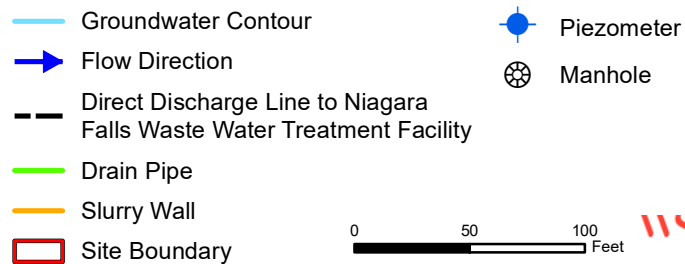 Groundwater Contour
Flow Direction
Direct Discharge Line to Niagara
Falls Waste Water Treatment Facility
Drain Pipe
Slurry Wall
Site Boundary
Piezometer
Manhole
0 50 100
Feet